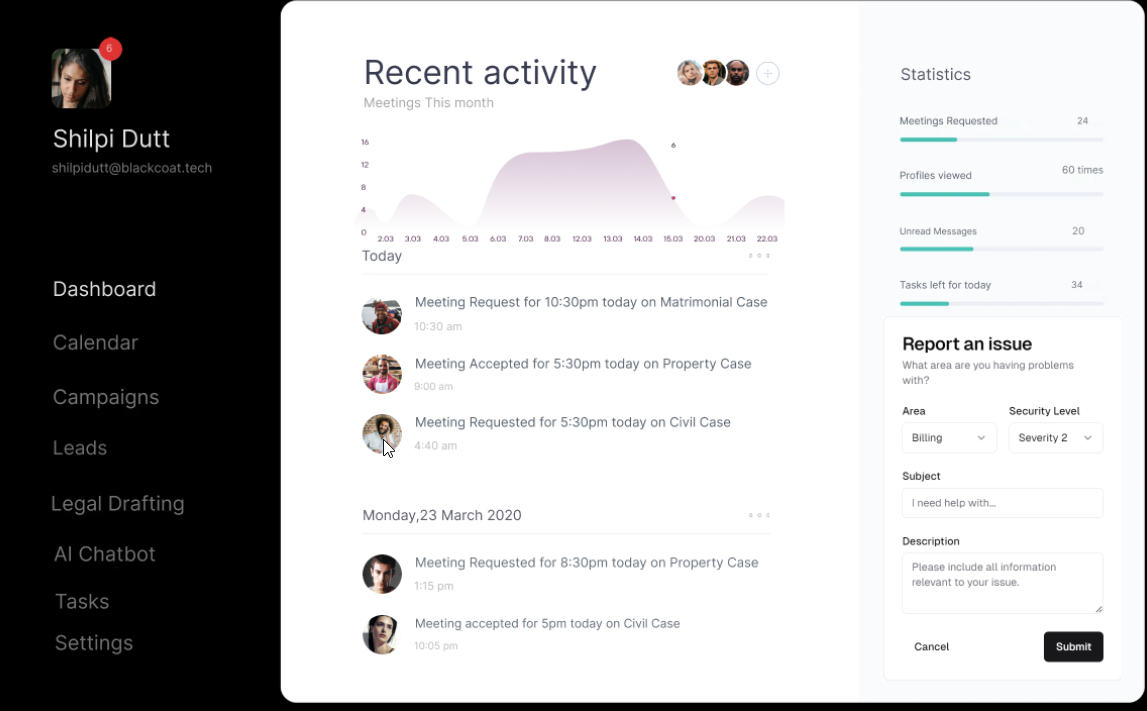 6
Shilpi Dutt
shilpidutt@blackcoat.tech
Dashboard
Calendar
Campaigns
Leads
Legal Drafting
AI Chatbot
Tasks
Settings
Recent activity
Meetings This month
16
12
8
4
0
6
2.03 3.03 4.03 5.03 6.03 7.03 8.03 12.03 13.03 14.03 15.03 20.03 21.03 22.03
Today
Meeting Request for 10:30pm today on Matrimonial Case
10:30 am
Meeting Accepted for 5:30pm today on Property Case
9:00 am
Meeting Requested for 5:30pm today on Civil Case
4:40 am
Monday,23 March 2020
Meeting Requested for 8:30pm today on Property Case
1:15 pm
Meeting accepted for 5pm today on Civil Case
10:05 pm
Statistics
Meetings Requested 24
Profiles viewed 60 times
Unread Messages 20
Tasks left for today 34
Report an issue
What area are you having problems
with?
Area Security Level
Billing Severity 2
Subject
I need help with...
Description
Please include all information
relevant to your issue.
Cancel Submit